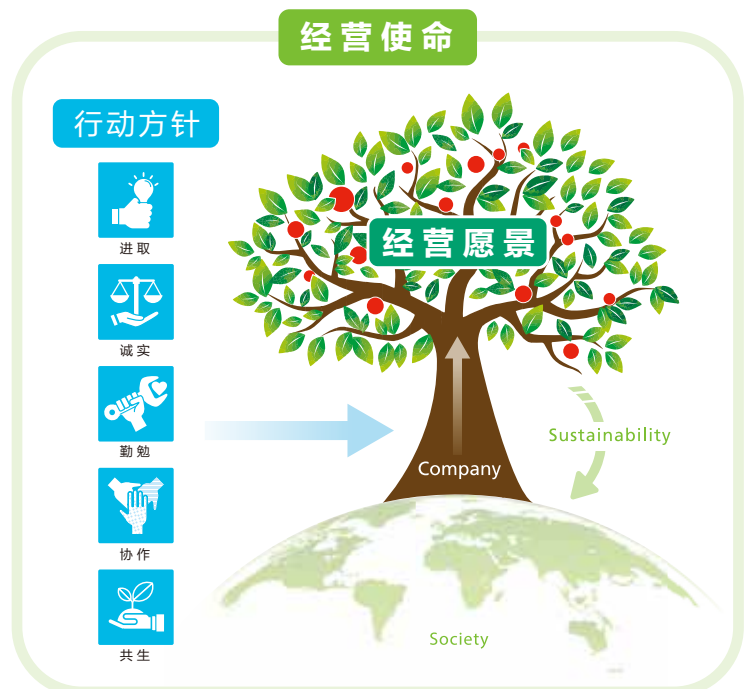 经营使命
行动方针
进取
诚实
勤勉
协作
共生
经营愿景
Sustainability
Company
Society